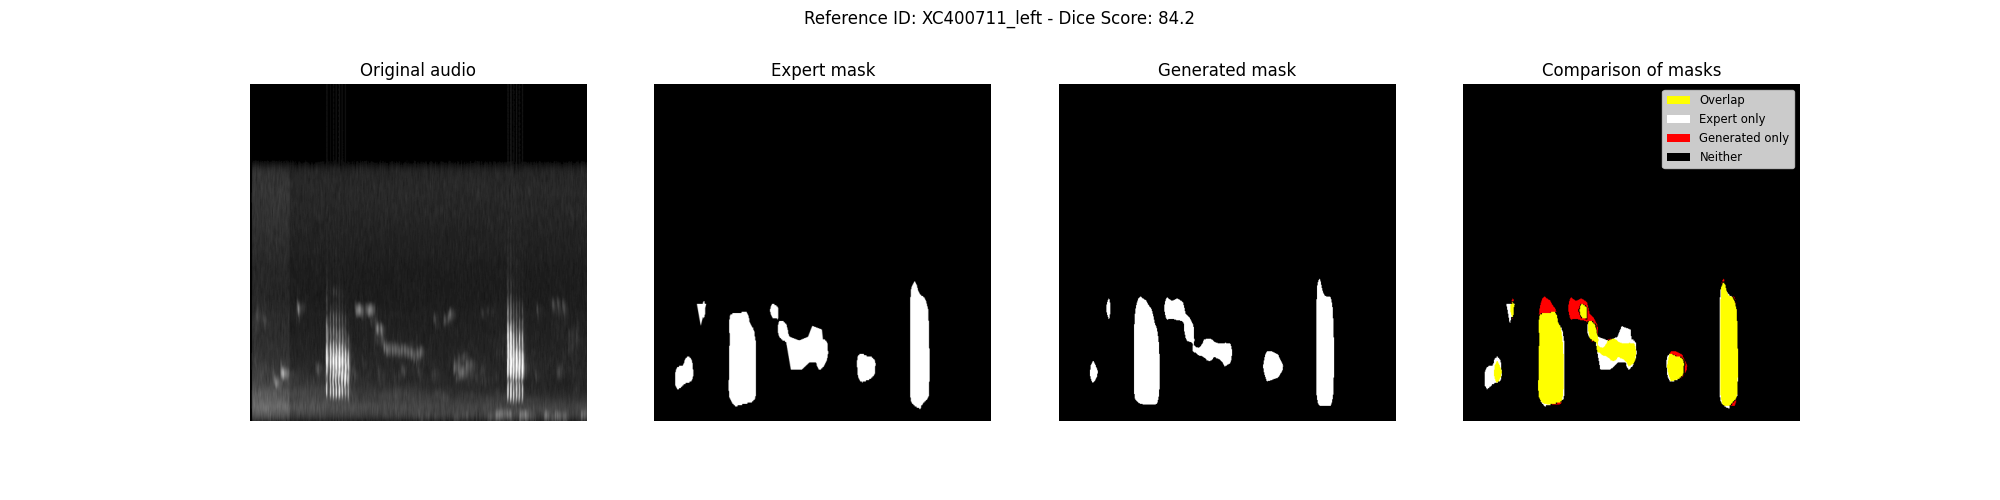 Reference ID: XC400711_left - Dice Score: 84.2
Original audio
Expert mask
Generated mask
Comparison of masks
Overlap
Expert only
Generated only
Neither